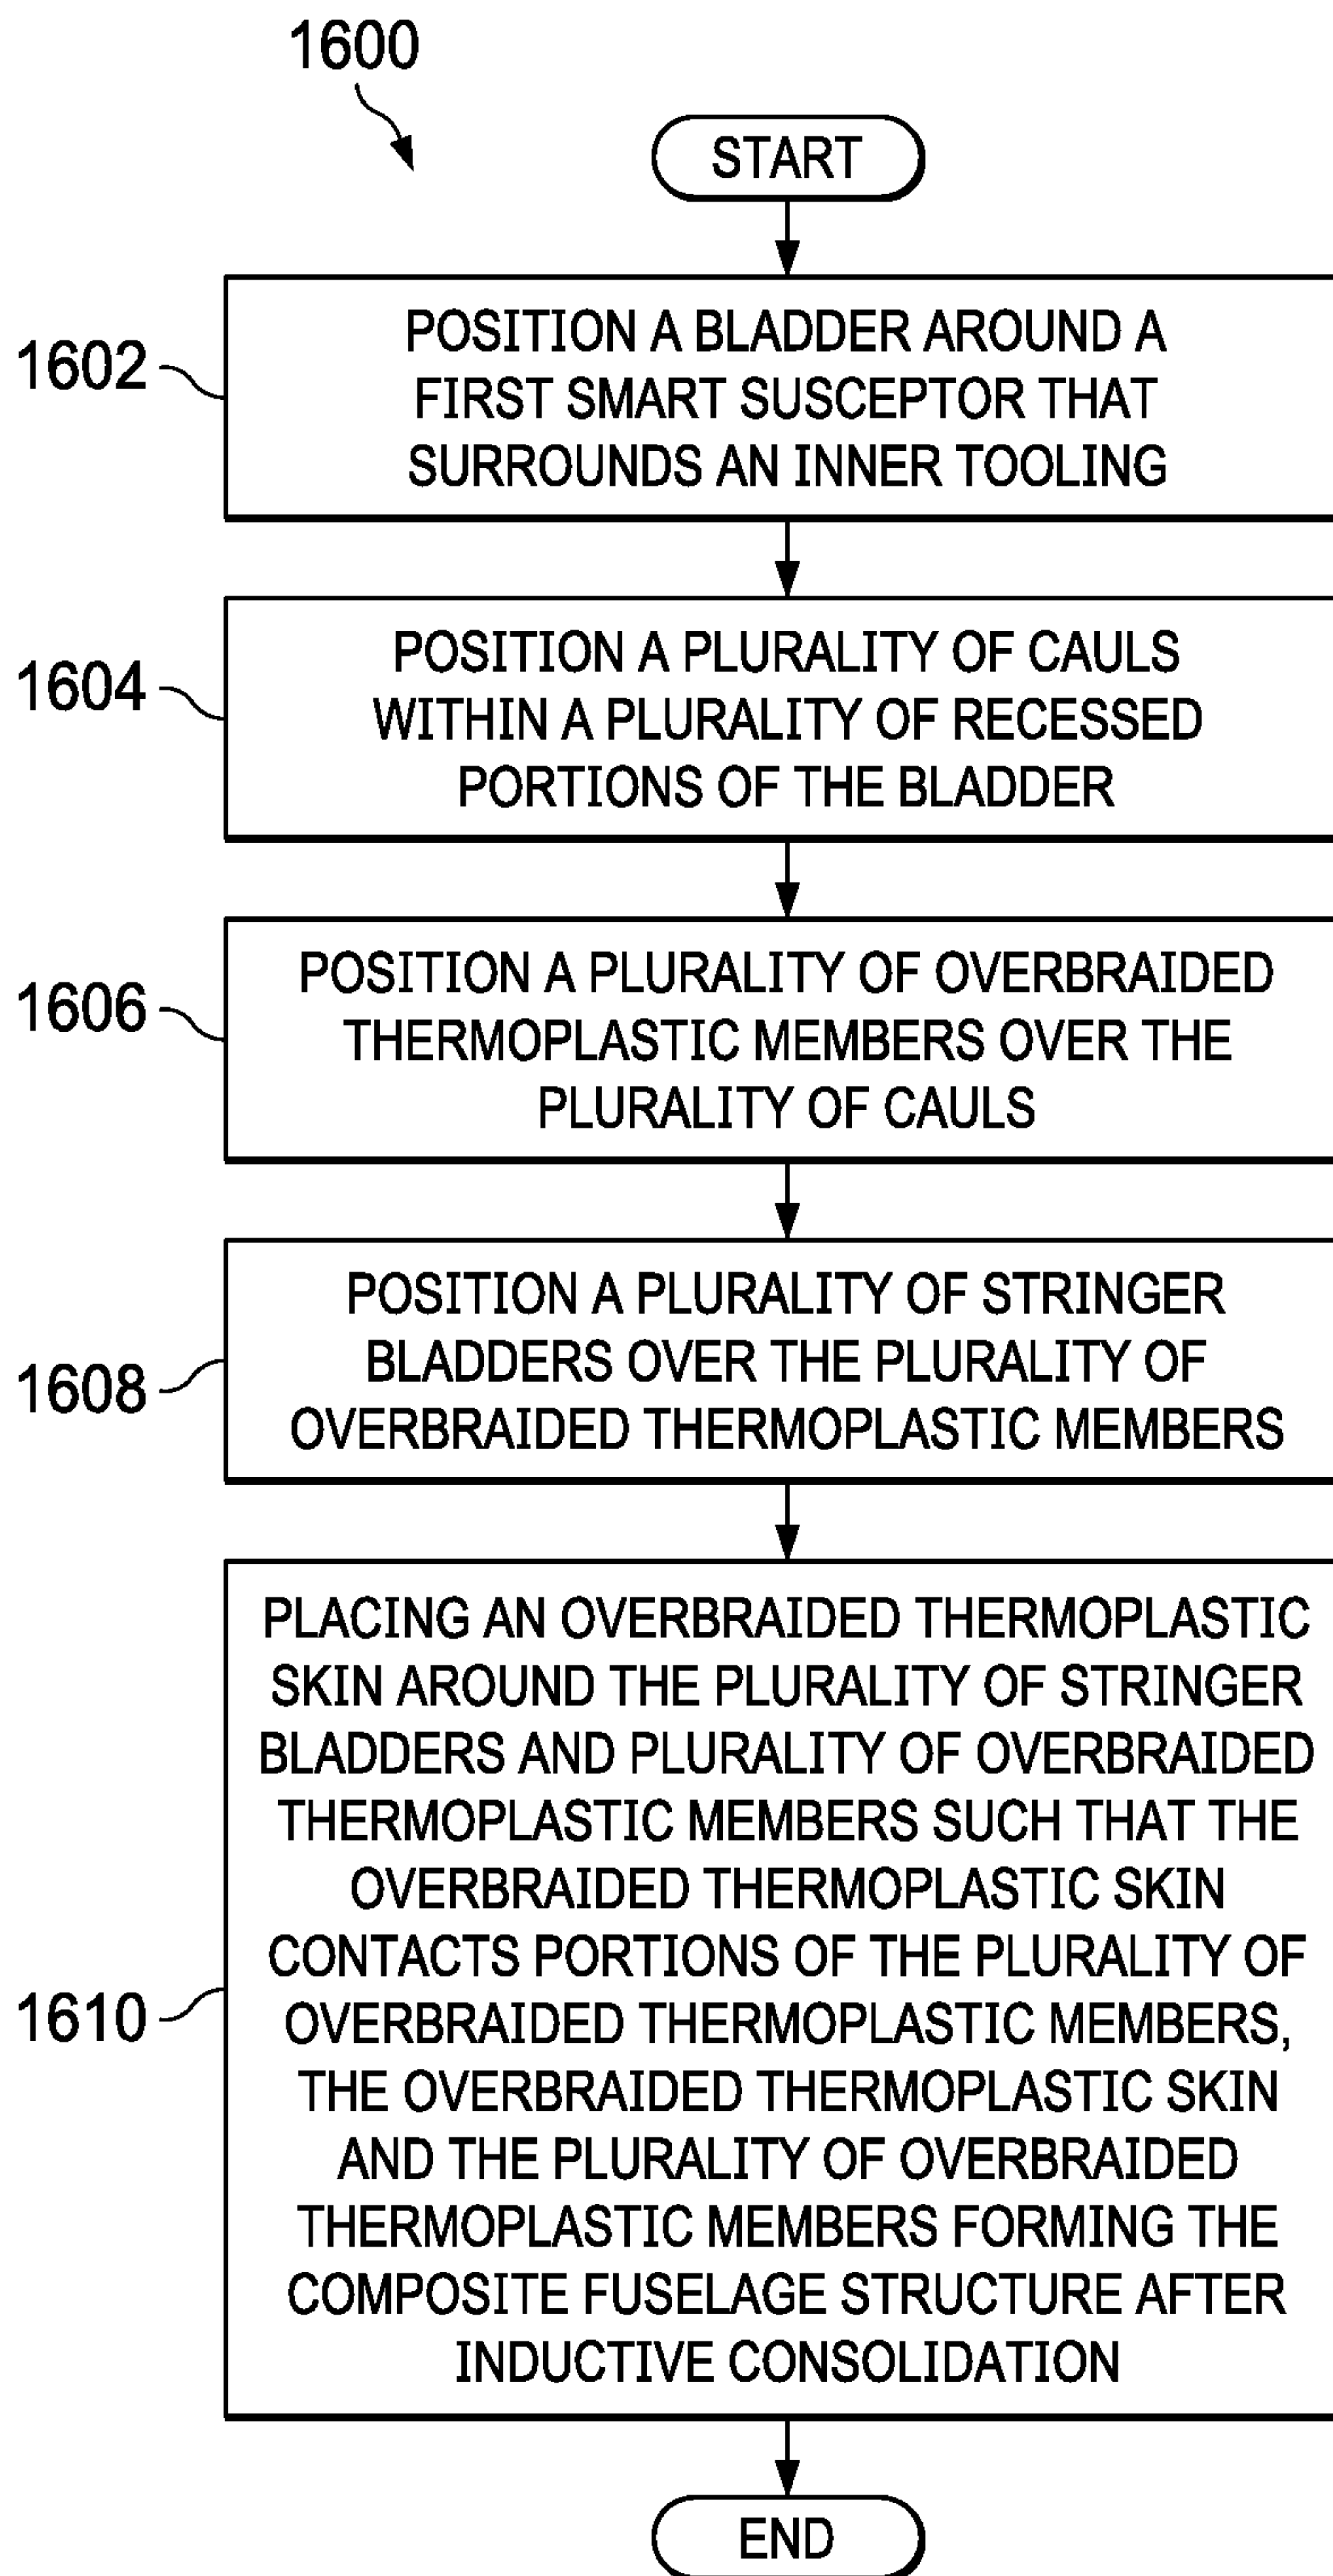 1600
START
1602
POSITION A BLADDER AROUND A
FIRST SMART SUSCEPTOR THAT
SURROUNDS AN INNER TOOLING
1604
POSITION A PLURALITY OF CAULS
WITHIN A PLURALITY OF RECESSED
PORTIONS OF THE BLADDER
1606
POSITION A PLURALITY OF OVERBRAIDED
THERMOPLASTIC MEMBERS OVER THE
PLURALITY OF CAULS
1608
POSITION A PLURALITY OF STRINGER
BLADDERS OVER THE PLURALITY OF
OVERBRAIDED THERMOPLASTIC MEMBERS
1610
PLACING AN OVERBRAIDED THERMOPLASTIC
SKIN AROUND THE PLURALITY OF STRINGER
BLADDERS AND PLURALITY OF OVERBRAIDED
THERMOPLASTIC MEMBERS SUCH THAT THE
OVERBRAIDED THERMOPLASTIC SKIN
CONTACTS PORTIONS OF THE PLURALITY OF
OVERBRAIDED THERMOPLASTIC MEMBERS,
THE OVERBRAIDED THERMOPLASTIC SKIN
AND THE PLURALITY OF OVERBRAIDED
THERMOPLASTIC MEMBERS FORMING THE
COMPOSITE FUSELAGE STRUCTURE AFTER
INDUCTIVE CONSOLIDATION
END